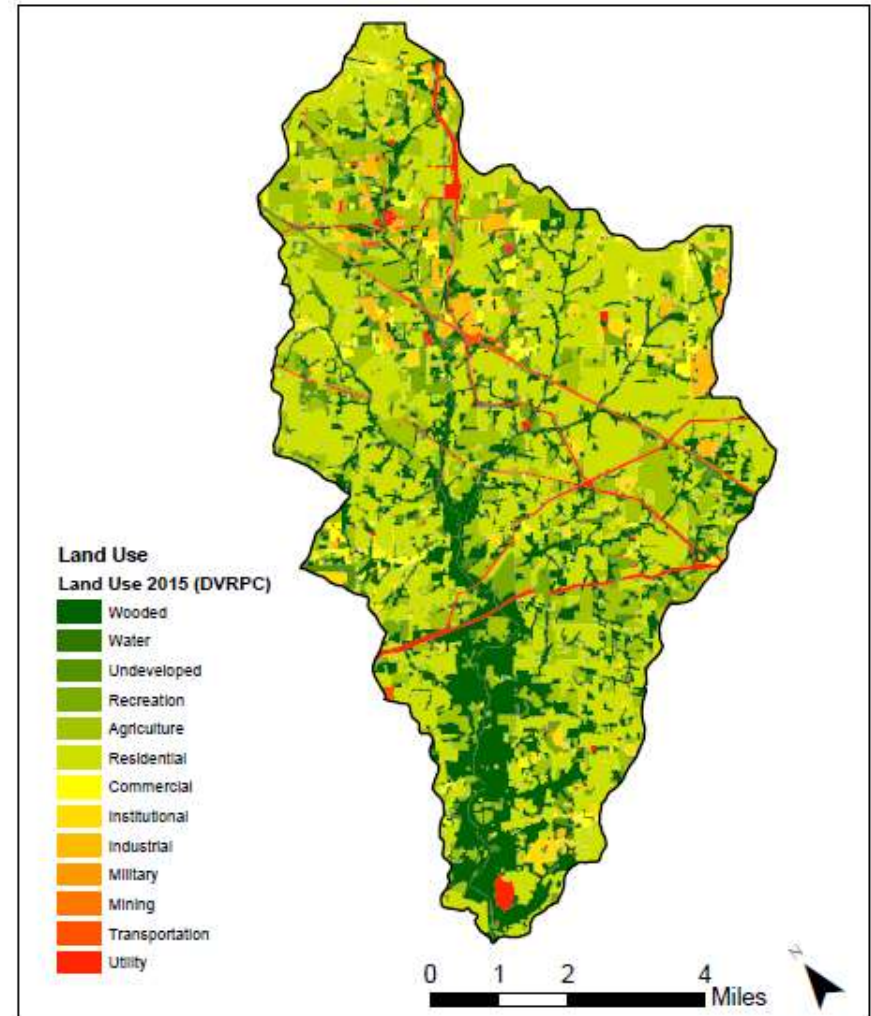 Land Use
Land Use 2015 (DVRPC)
Wooded
Water
Undeveloped
Recreation
Agriculture
Residential
Commercial
Institutional
Industrial
Military
Mining
Transportation
Utility
0 1 2 4
Miles
N